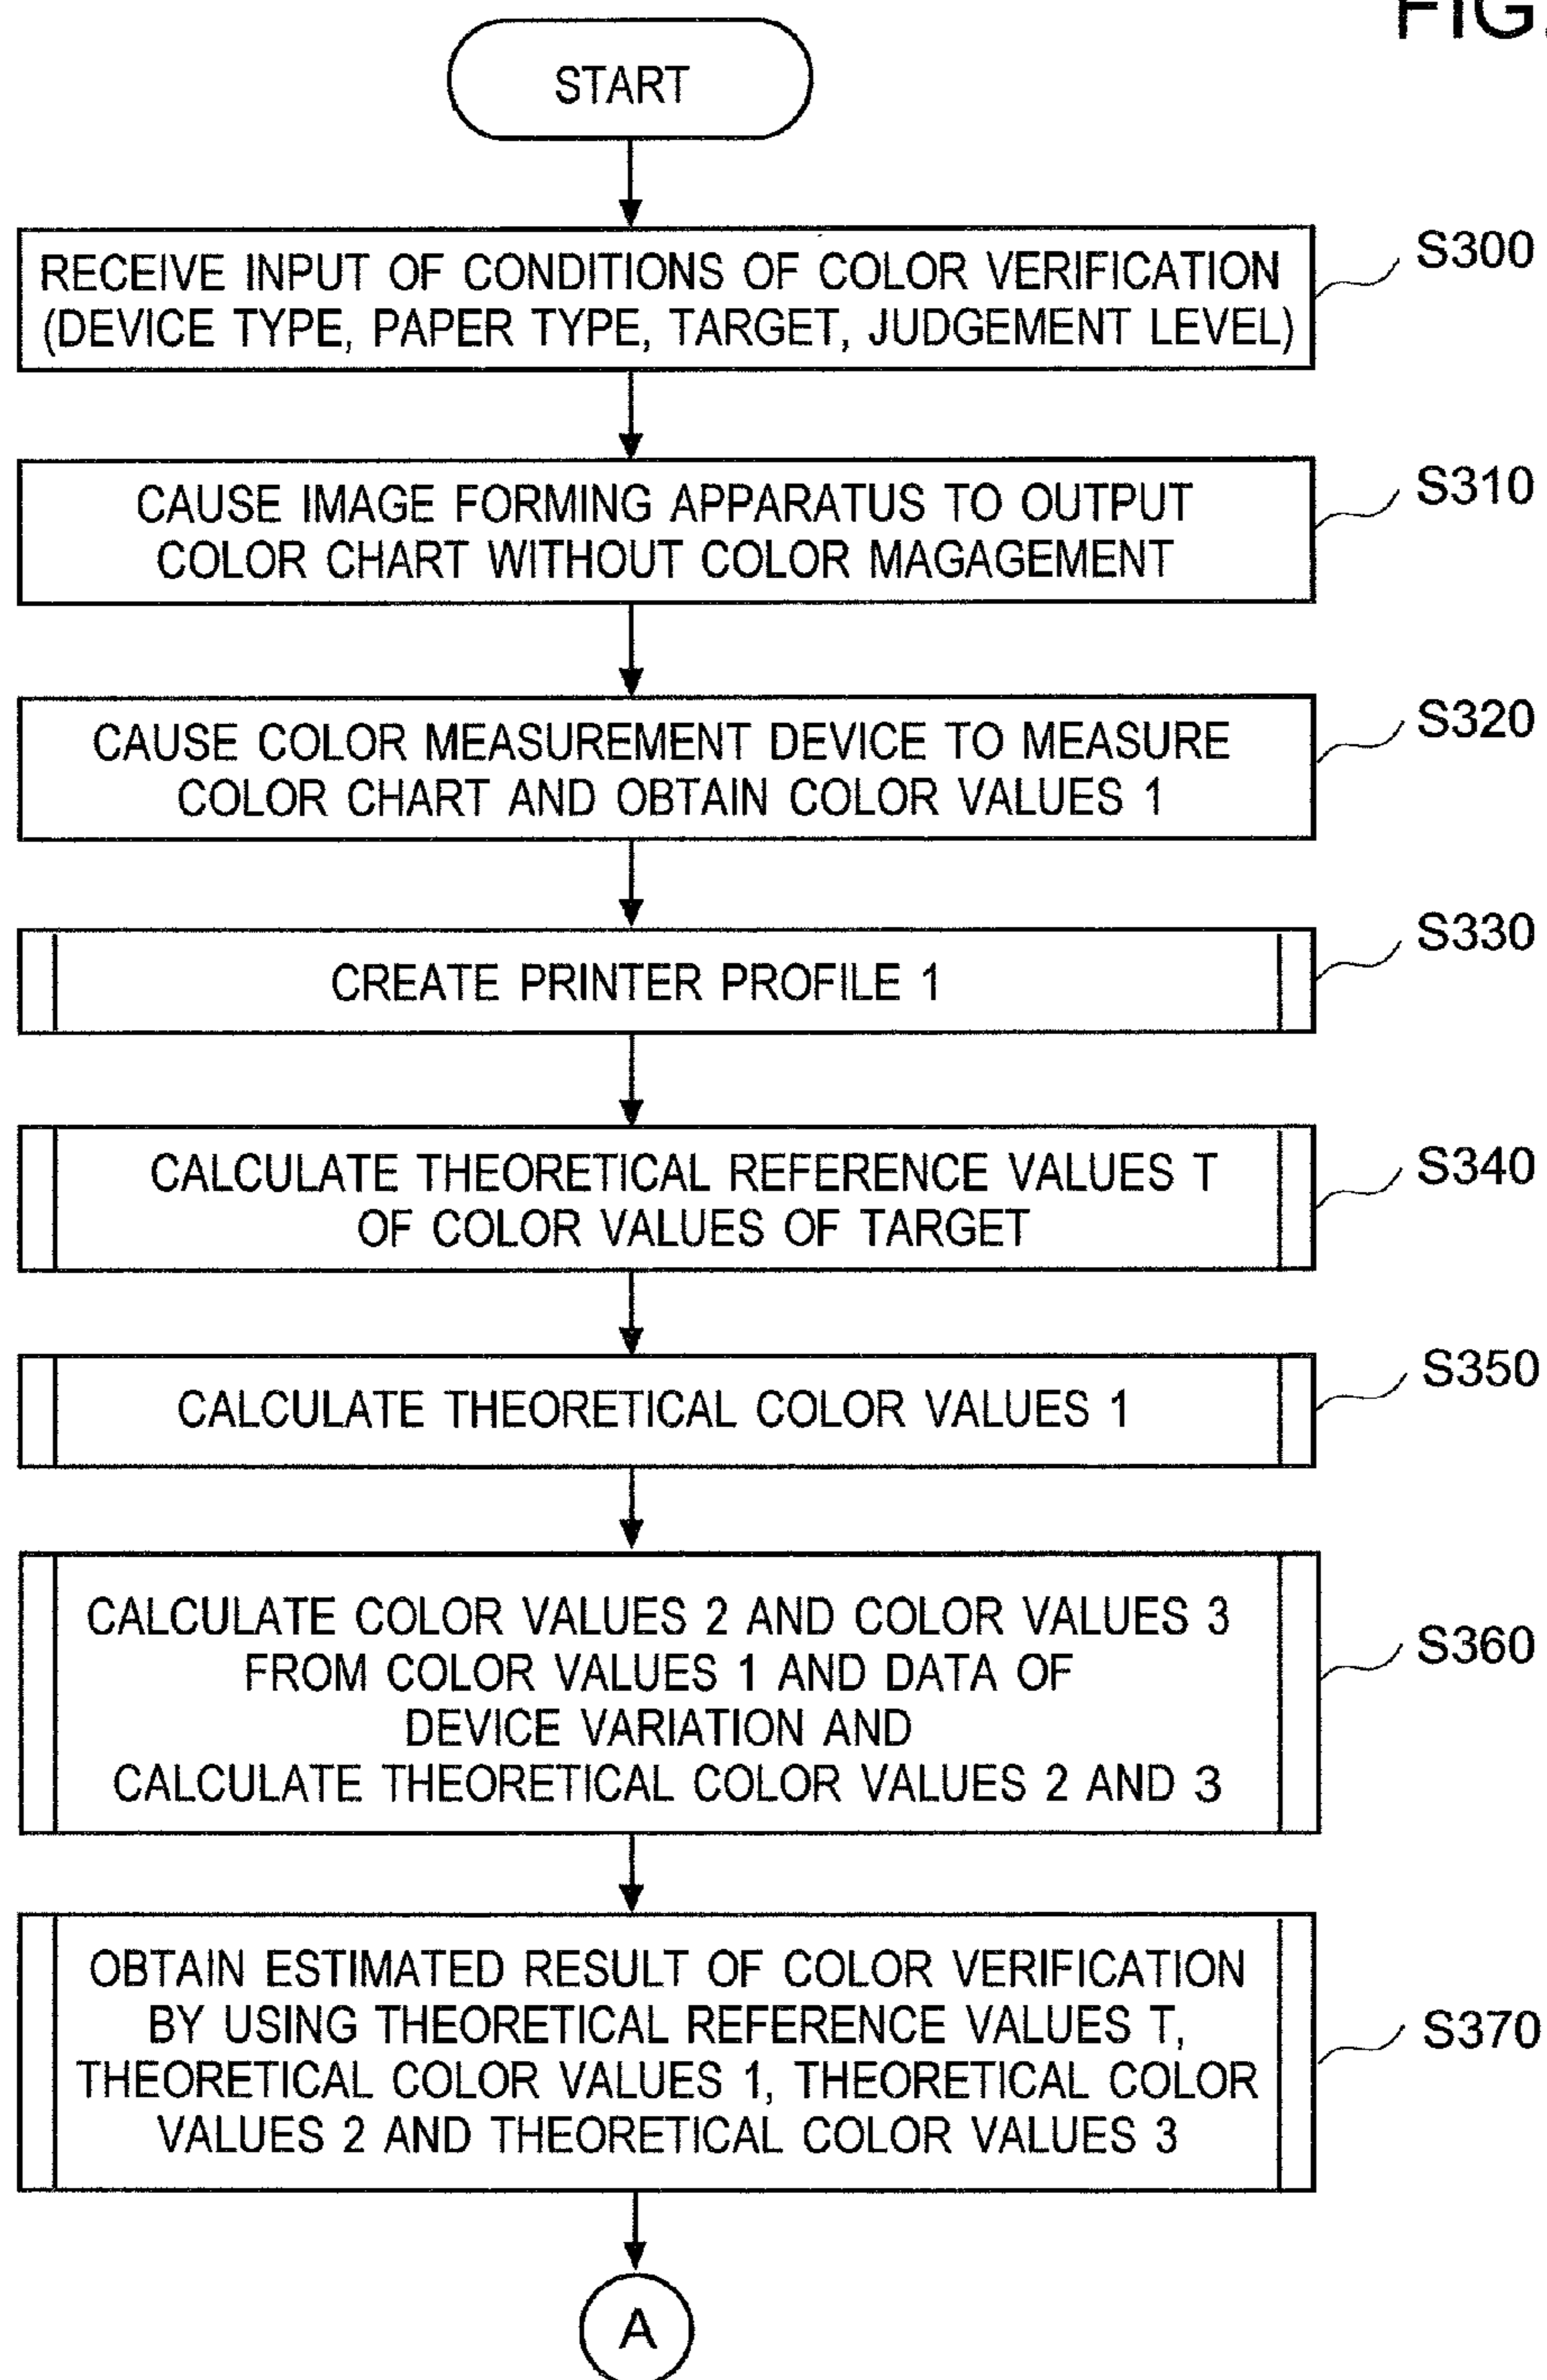 FIG.
START
RECEIVE INPUT OF CONDITIONS OF COLOR VERIFICATION
(DEVICE TYPE, PAPER TYPE, TARGET, JUDGEMENT LEVEL)
S300
CAUSE IMAGE FORMING APPARATUS TO OUTPUT
COLOR CHART WITHOUT COLOR MAGAGEMENT
S310
CAUSE COLOR MEASUREMENT DEVICE TO MEASURE
COLOR CHART AND OBTAIN COLOR VALUES 1
S320
CREATE PRINTER PROFILE 1
S330
CALCULATE THEORETICAL REFERENCE VALUES T
OF COLOR VALUES OF TARGET
S340
CALCULATE THEORETICAL COLOR VALUES 1
S350
CALCULATE COLOR VALUES 2 AND COLOR VALUES 3
FROM COLOR VALUES 1 AND DATA OF
DEVICE VARIATION AND
CALCULATE THEORETICAL COLOR VALUES 2 AND 3
S360
OBTAIN ESTIMATED RESULT OF COLOR VERIFICATION
BY USING THEORETICAL REFERENCE VALUES T,
THEORETICAL COLOR VALUES 1, THEORETICAL COLOR
VALUES 2 AND THEORETICAL COLOR VALUES 3
S370
A